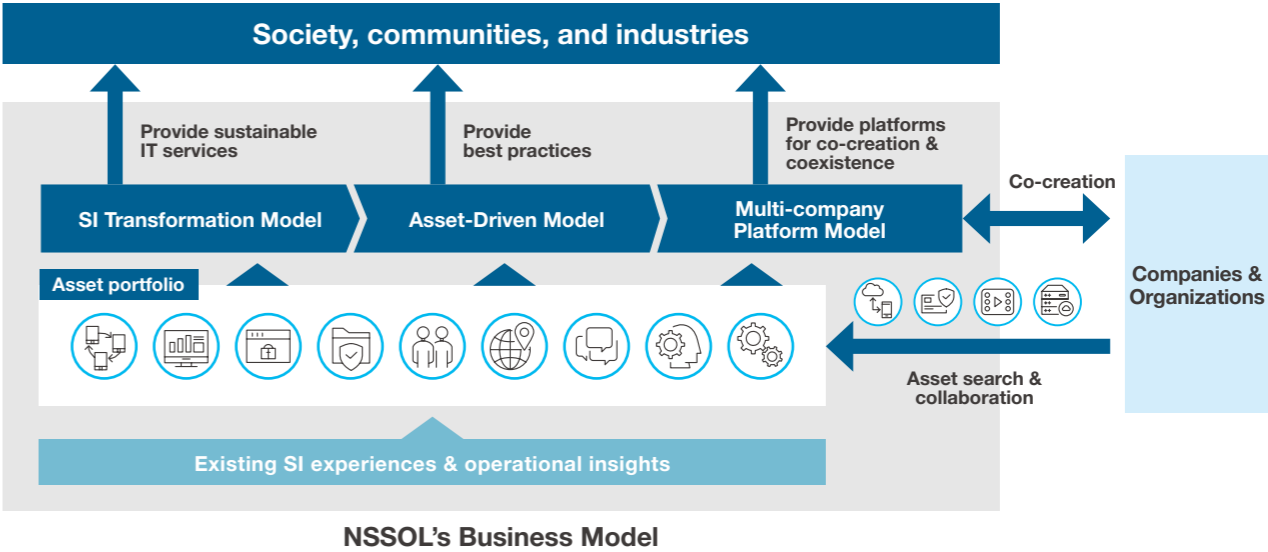 Society, communities, and industries
Provide sustainable
IT services
Provide
best practices
Provide platforms
for co-creation &
coexistence
SI Transformation Model
Asset-Driven Model
Multi-company
Platform Model
Co-creation
Companies &
Organizations
Asset portfolio
Asset search &
collaboration
Existing SI experiences & operational insights
NSSOL's Business Model